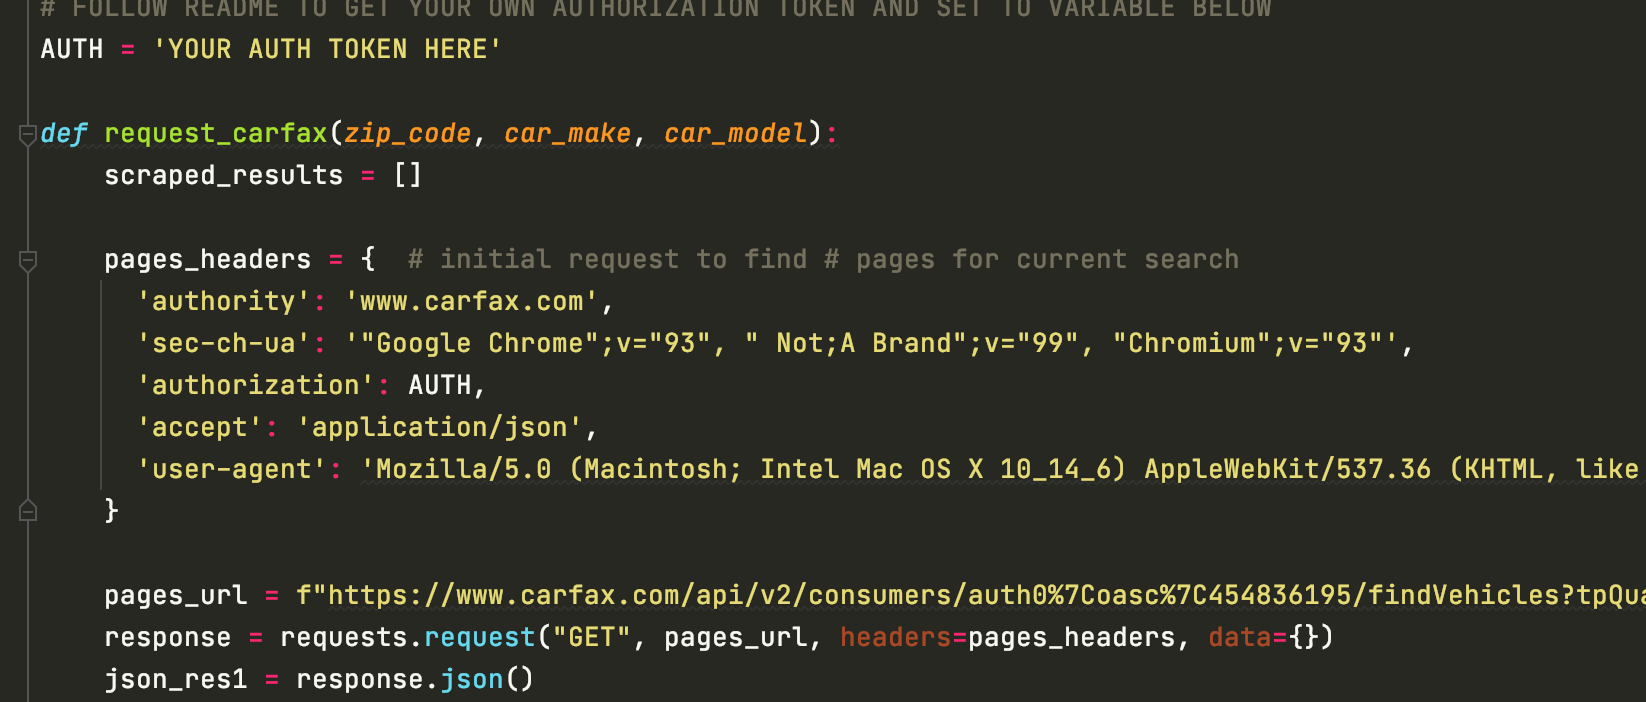 # FOLLOW README TO GET YOUR OWN AUTHORIZATION TOKEN AND SET TO VARIABLE BELOW
AUTH = 'YOUR AUTH TOKEN HERE'
def request_carfax(zip_code, car_make, car_model):
scraped_results = []
pages_headers = {  # initial request to find # pages for current search
'authority': 'www.carfax.com',
'sec-ch-ua': '"Google Chrome";v="93", " Not;A Brand";v="99", "Chromium";v="93"',
'authorization': AUTH,
'accept': 'application/json',
'user-agent': 'Mozilla/5.0 (Macintosh; Intel Mac OS X 10_14_6) AppleWebKit/537.36 (KHTML, like
}
pages_url = f"https://www.carfax.com/api/v2/consumers/auth0%7Coasc%7C454836195/findVehicles?tpQua
response = requests.request("GET", pages_url, headers=pages_headers, data={})
json_res1 = response.json()